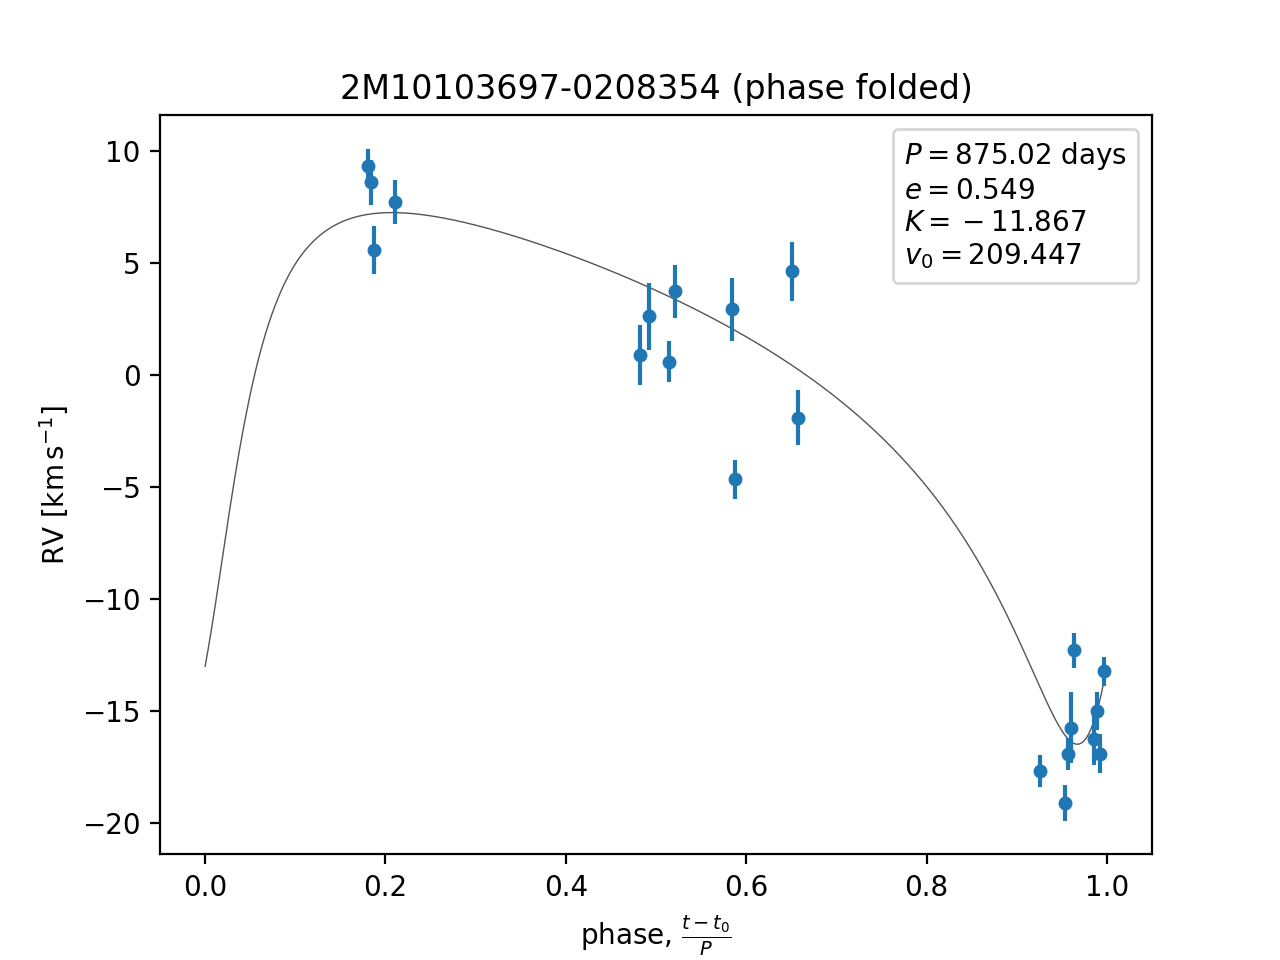 2M10103697-0208354 (phase folded)
P = 875.02 days
e = 0.549
K = −11.867
v₀ = 209.447
10
5
0
−5
−10
−15
−20
RV [km s⁻¹]
0.0 0.2 0.4 0.6 0.8 1.0
phase, (t − t₀)/P